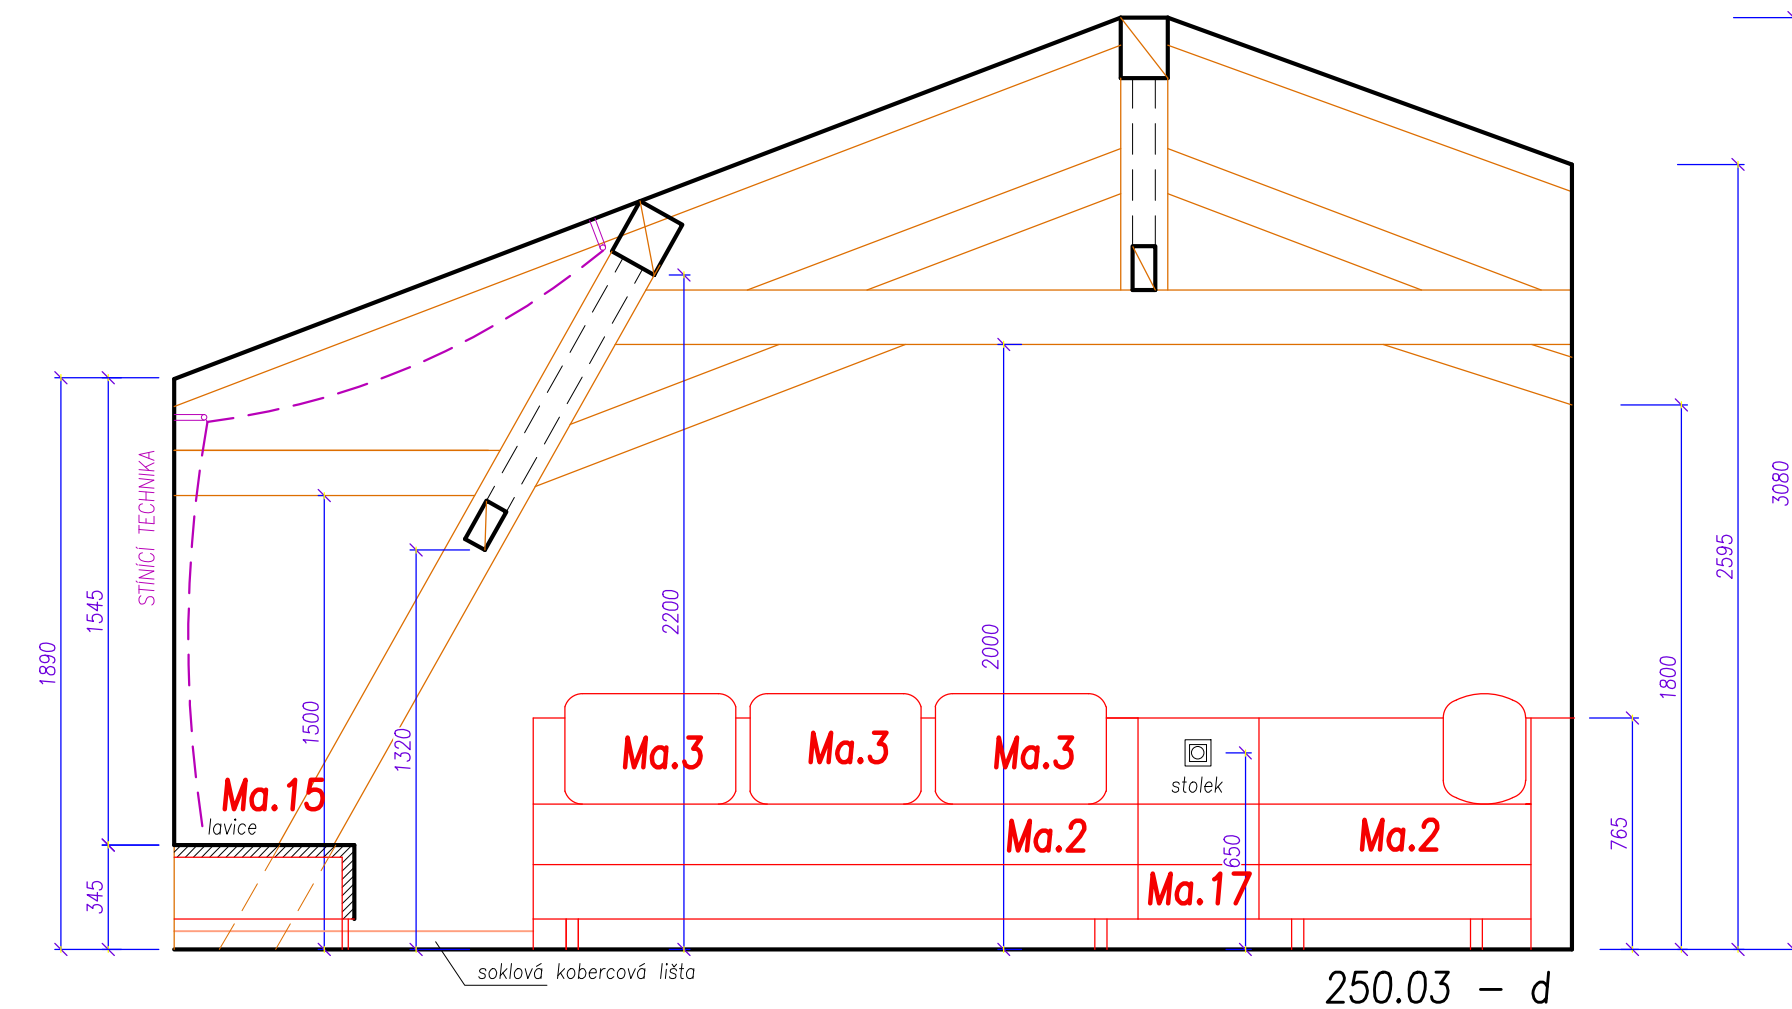 3080
2595
STÍNÍCÍ TECHNIKA
1545
1890
2200
2000
1800
1500
1320
Ma.3
Ma.3
Ma.3
stolek
Ma.15
lavice
Ma.2
Ma.2
650
765
345
Ma.17
soklová kobercová lišta
250.03 - d